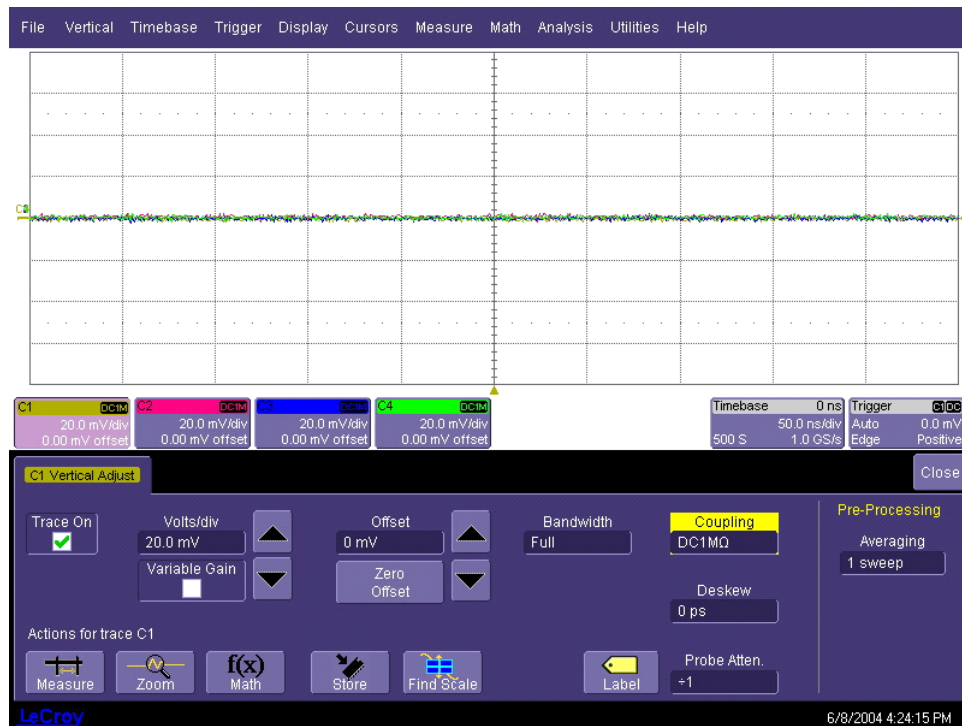 File Vertical Timebase Trigger Display Cursors Measure Math Analysis Utilities Help
C1 DC1M
20.0 mV/div
0.00 mV offset
C2 DC1M
20.0 mV/div
0.00 mV offset
C3 DC1M
20.0 mV/div
0.00 mV offset
C4 DC1M
20.0 mV/div
0.00 mV offset
Timebase 0 ns
50.0 ns/div
500 S 1.0 GS/s
Trigger C1 DC
Auto 0.0 mV
Edge Positive
C1 Vertical Adjust
Close
Trace On
Volts/div
20.0 mV
Variable Gain
Offset
0 mV
Zero
Offset
Bandwidth
Full
Coupling
DC1MΩ
Deskew
0 ps
Pre-Processing
Averaging
1 sweep
Actions for trace C1
Measure
Zoom
f(x)
Math
Store
Find Scale
Label
Probe Atten.
÷1
LeCroy
6/8/2004 4:24:15 PM